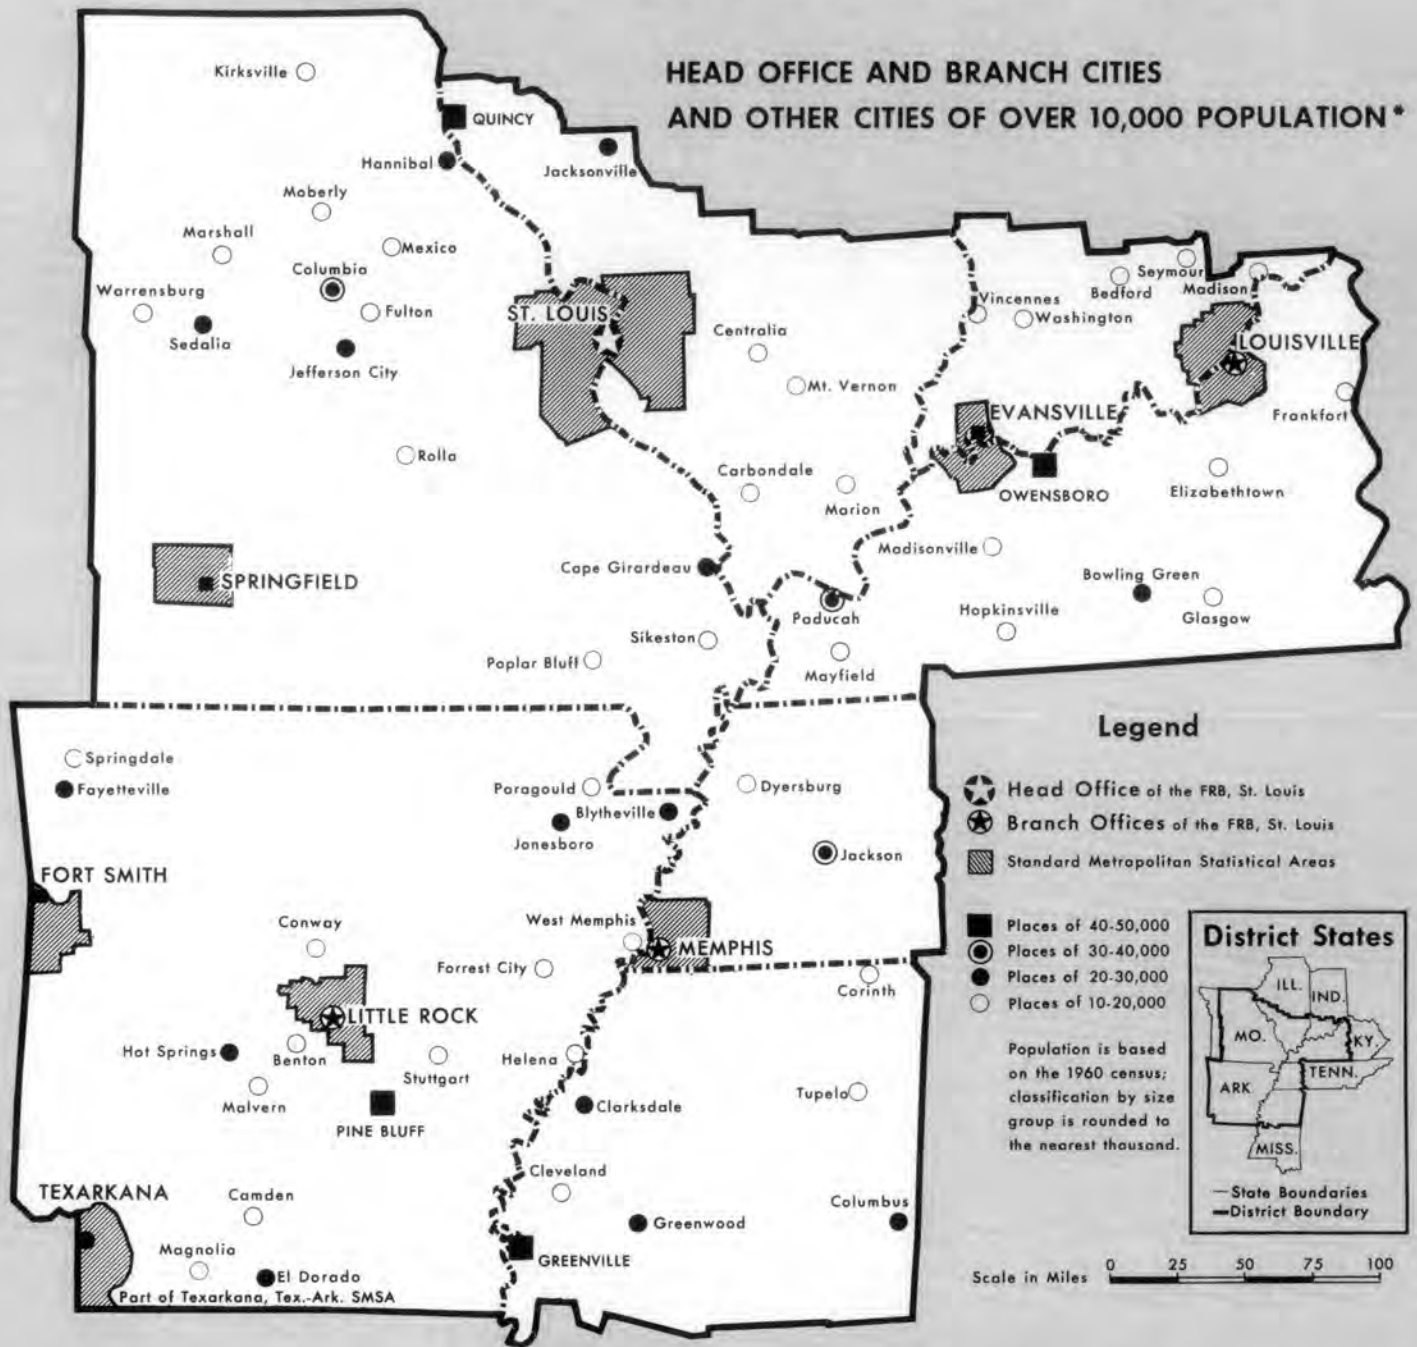 HEAD OFFICE AND BRANCH CITIES
AND OTHER CITIES OF OVER 10,000 POPULATION*
Kirksville
QUINCY
Hannibal
Jacksonville
Moberly
Marshall
Mexico
Columbia
Warrensburg
Fulton
Sedalia
Jefferson City
ST. LOUIS
Centralia
Mt. Vernon
Vincennes
Washington
Bedford
Seymour
Madison
LOUISVILLE
Frankfort
EVANSVILLE
OWENSBORO
Elizabethtown
Rolla
Carbondale
Marion
Madisonville
SPRINGFIELD
Cape Girardeau
Paducah
Bowling Green
Glasgow
Hopkinsville
Sikeston
Poplar Bluff
Mayfield
Springdale
Fayetteville
Paragould
Blytheville
Jonesboro
Dyersburg
Jackson
FORT SMITH
Conway
West Memphis
MEMPHIS
Forrest City
Corinth
LITTLE ROCK
Hot Springs
Benton
Stuttgart
Helena
Malvern
PINE BLUFF
Clarksdale
Tupelo
TEXARKANA
Camden
Cleveland
Columbus
Greenwood
Magnolia
GREENVILLE
El Dorado
Part of Texarkana, Tex.-Ark. SMSA
Legend
Head Office of the FRB, St. Louis
Branch Offices of the FRB, St. Louis
Standard Metropolitan Statistical Areas
Places of 40-50,000
Places of 30-40,000
Places of 20-30,000
Places of 10-20,000
Population is based
on the 1960 census;
classification by size
group is rounded to
the nearest thousand.
District States
ILL.
IND.
MO.
KY.
TENN.
ARK.
MISS.
State Boundaries
District Boundary
Scale in Miles 0 25 50 75 100